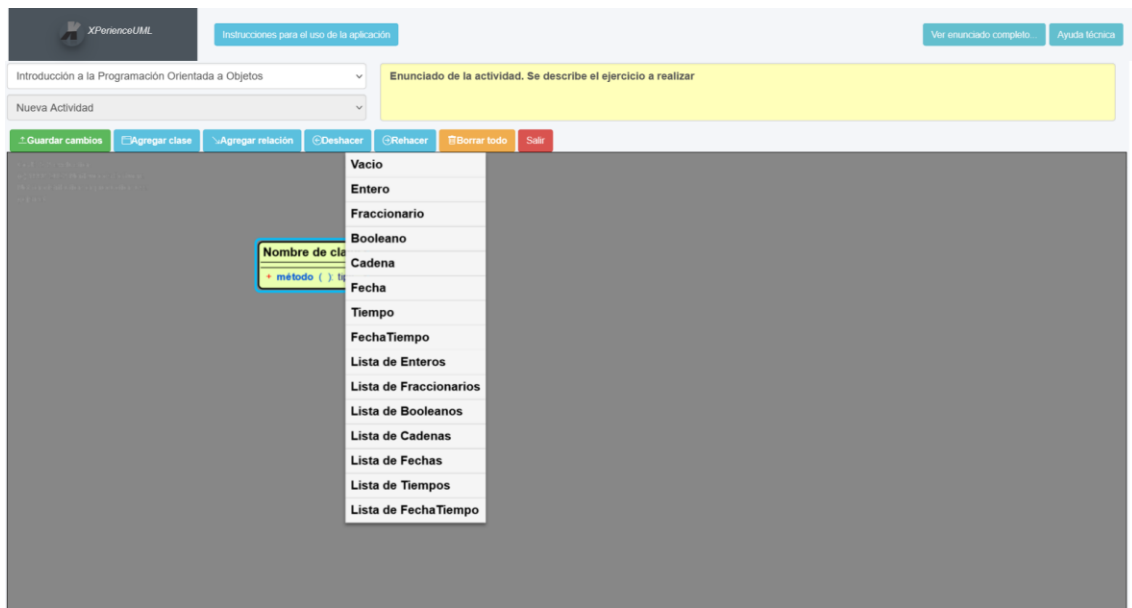 XPerienceUML
Instrucciones para el uso de la aplicación
Ver enunciado completo...
Ayuda técnica
Introducción a la Programación Orientada a Objetos
Enunciado de la actividad. Se describe el ejercicio a realizar
Nueva Actividad
Guardar cambios
Agregar clase
Agregar relación
Deshacer
Rehacer
Borrar todo
Salir
Nombre de cla
+ método ( ): tip
Vacio
Entero
Fraccionario
Booleano
Cadena
Fecha
Tiempo
FechaTiempo
Lista de Enteros
Lista de Fraccionarios
Lista de Booleanos
Lista de Cadenas
Lista de Fechas
Lista de Tiempos
Lista de FechaTiempo